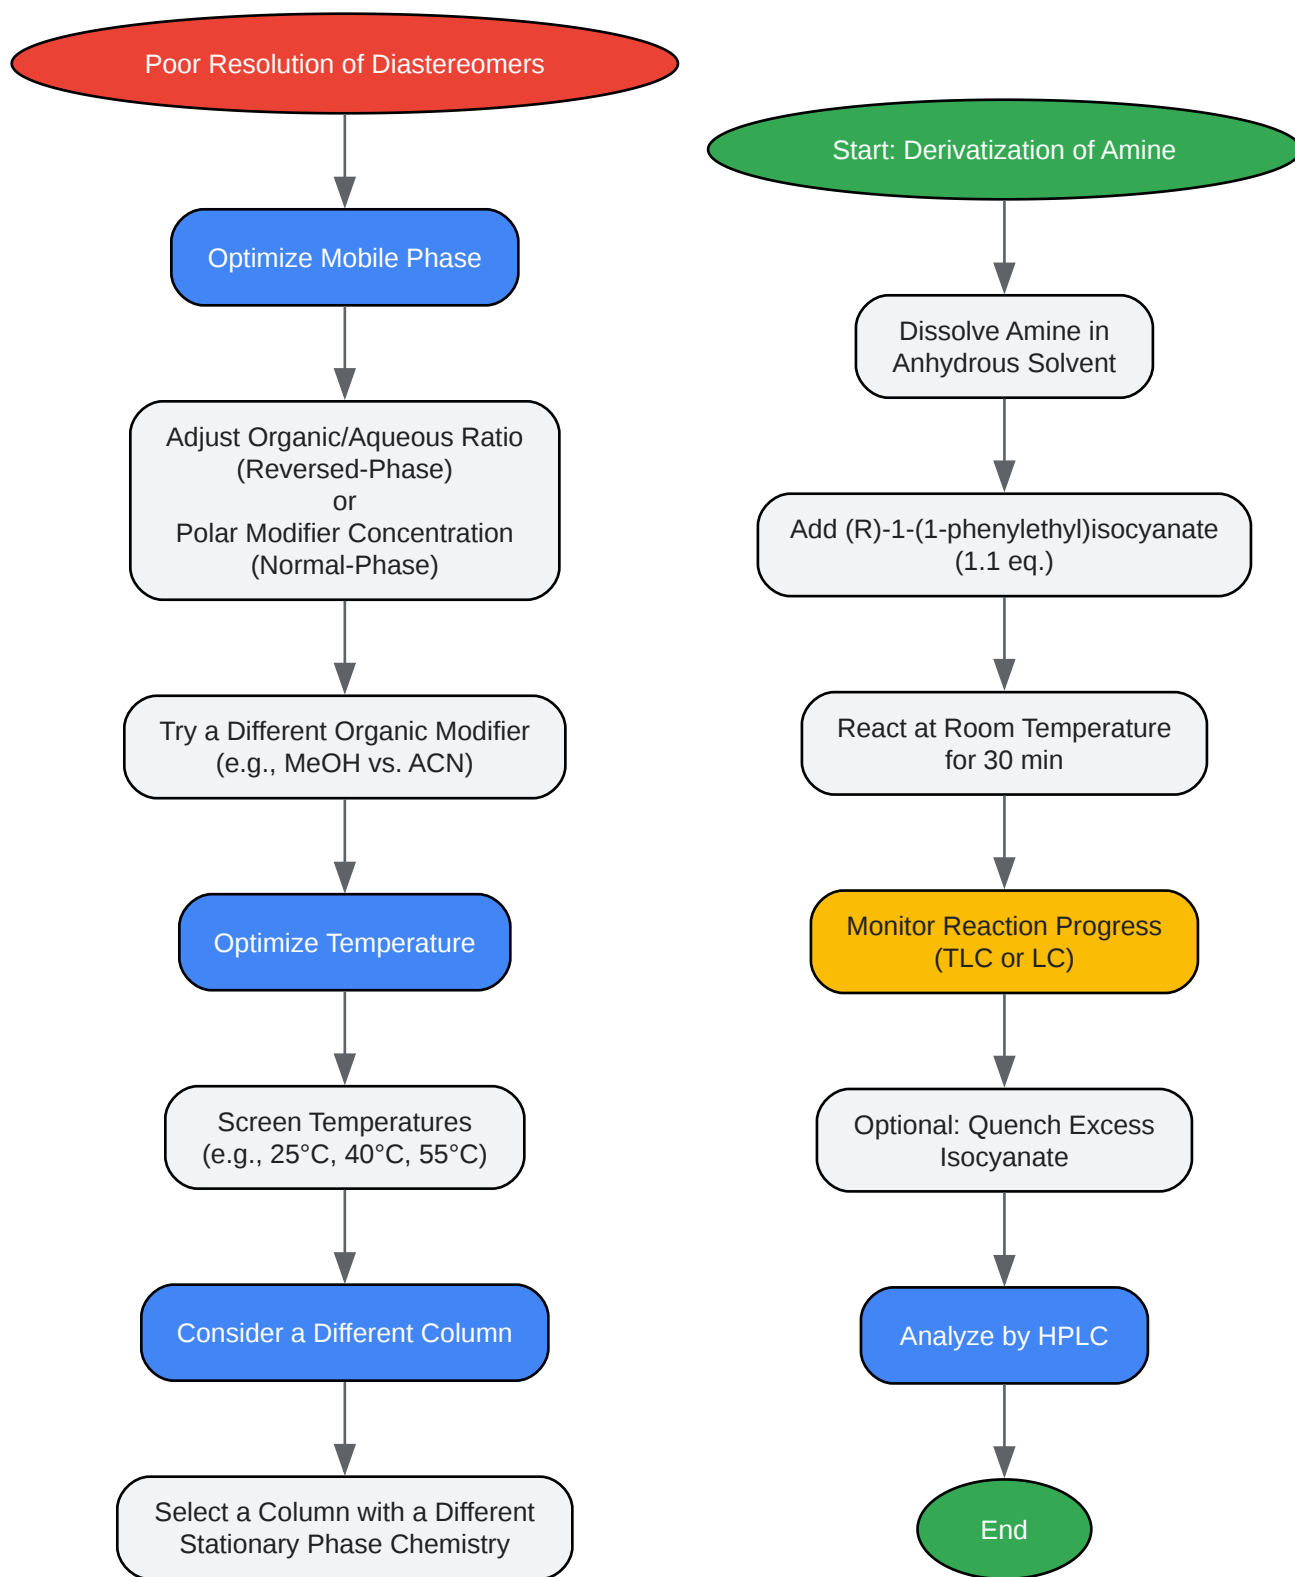 Poor Resolution of Diastereomers
Optimize Mobile Phase
Adjust Organic/Aqueous Ratio
(Reversed-Phase)
or
Polar Modifier Concentration
(Normal-Phase)
Try a Different Organic Modifier
(e.g., MeOH vs. ACN)
Optimize Temperature
Screen Temperatures
(e.g., 25°C, 40°C, 55°C)
Consider a Different Column
Select a Column with a Different
Stationary Phase Chemistry
Start: Derivatization of Amine
Dissolve Amine in
Anhydrous Solvent
Add (R)-1-(1-phenylethyl)isocyanate
(1.1 eq.)
React at Room Temperature
for 30 min
Monitor Reaction Progress
(TLC or LC)
Optional: Quench Excess
Isocyanate
Analyze by HPLC
End